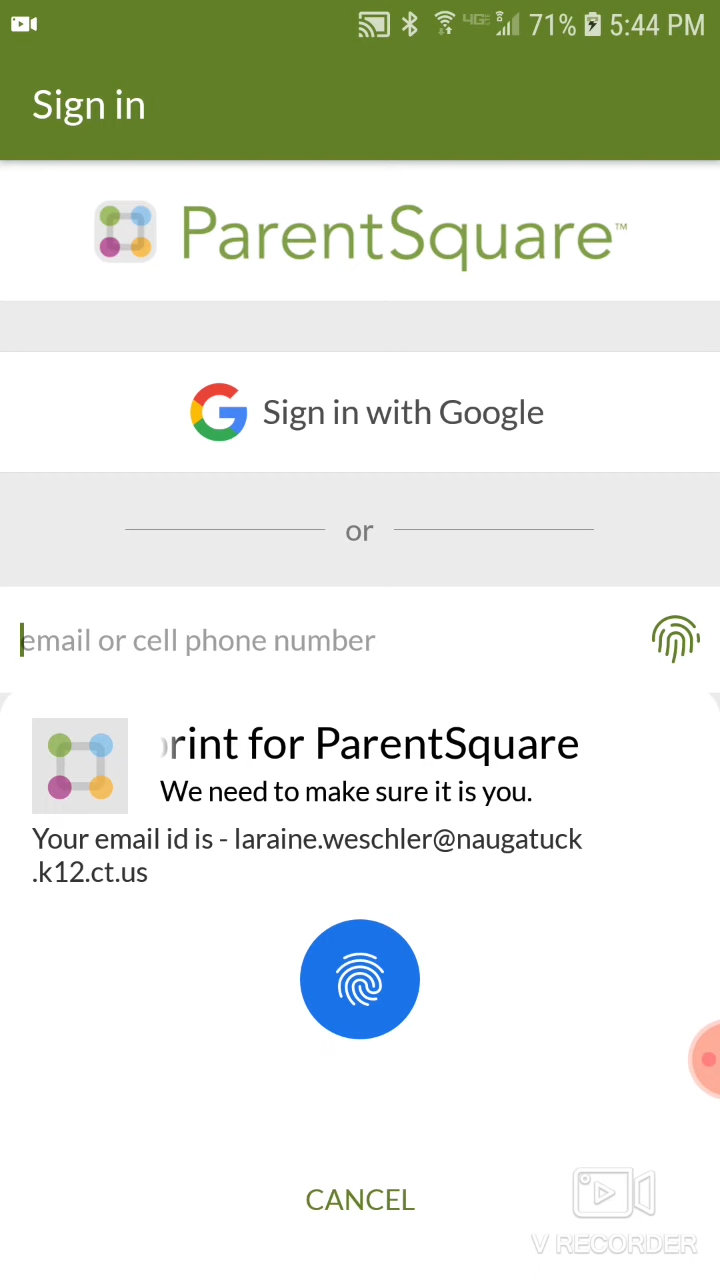 71% 5:44 PM
Sign in
ParentSquare™
Sign in with Google
or
email or cell phone number
rint for ParentSquare
We need to make sure it is you.
Your email id is - laraine.weschler@naugatuck
.k12.ct.us
CANCEL
V RECORDER